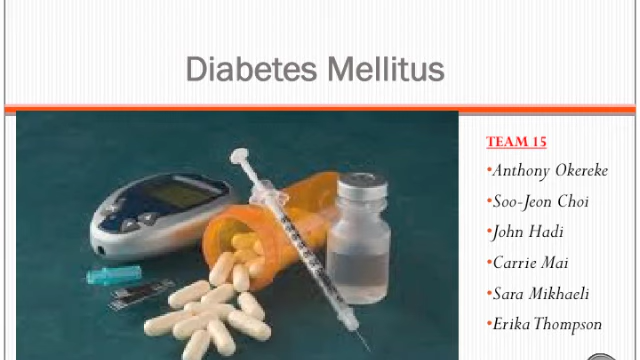 Diabetes Mellitus
TEAM 15
•Anthony Okereke
•Soo-Jeon Choi
•John Hadi
•Carrie Mai
•Sara Mikhaeli
•Erika Thompson